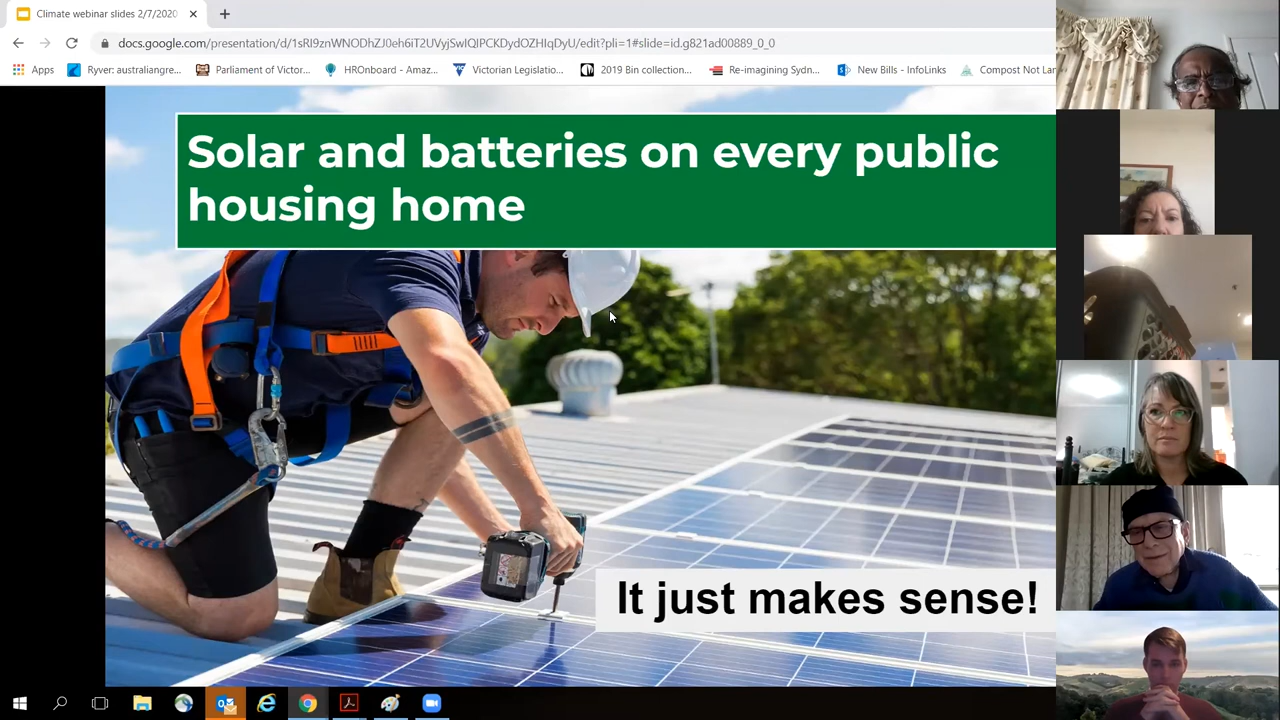 Climate webinar slides 2/7/2020
docs.google.com/presentation/d/1sRI9znWNODhZJ0eh6iT2UVyjSwIQIPCKDydOZHIqDyU/edit?pli=1#slide=id.g821ad00889_0_0
Apps Ryver: australiangre... Parliament of Victor... HROnboard - Amaz... Victorian Legislatio... 2019 Bin collection... Re-imagining Sydn... New Bills - InfoLinks Compost Not Lan
Solar and batteries on every public
housing home
It just makes sense!